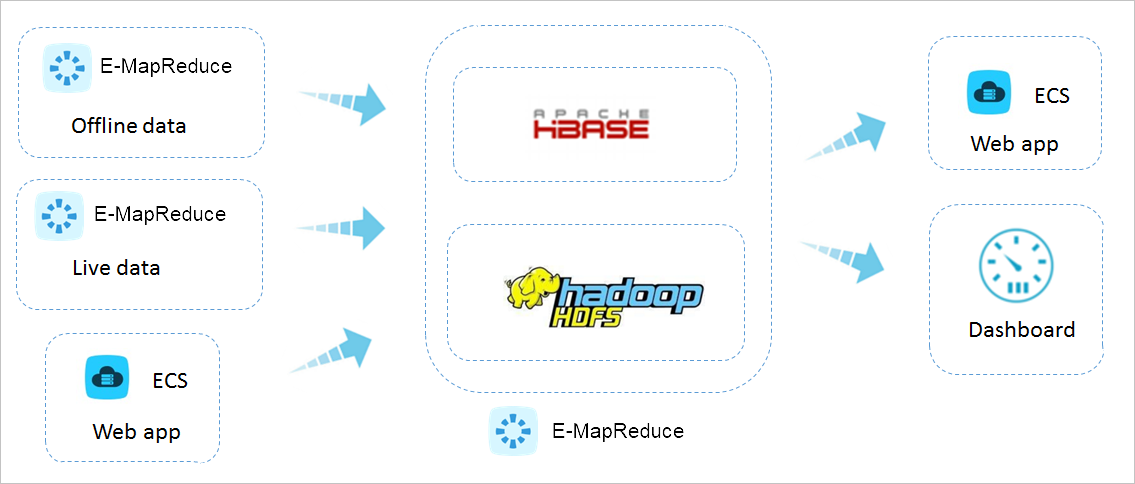 E-MapReduce
Offline data
E-MapReduce
Live data
ECS
Web app
APACHE
HBASE
hadoop
HDFS
E-MapReduce
ECS
Web app
Dashboard